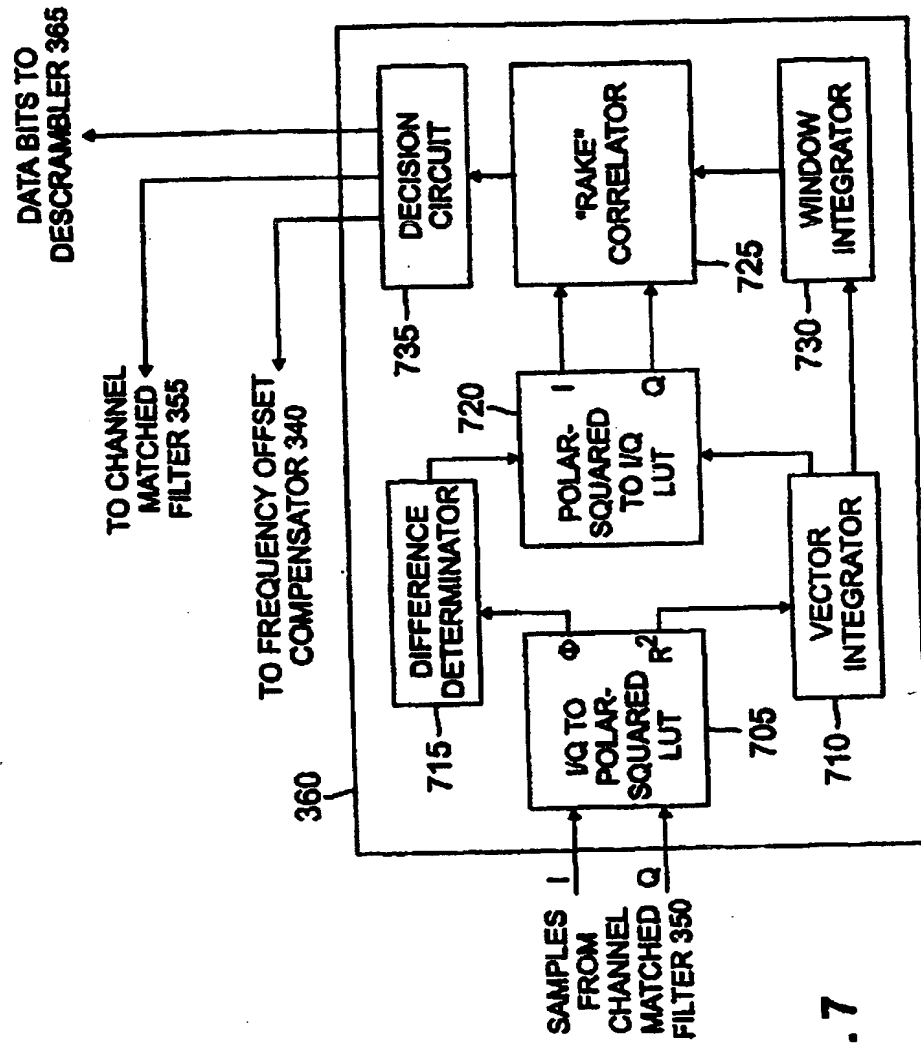 DATA BITS TO
DESCRAMBLER 365
TO CHANNEL
MATCHED
FILTER 355
TO FREQUENCY OFFSET
COMPENSATOR 340
360
DECISION
CIRCUIT
735
DIFFERENCE
DETERMINATOR
715
720
POLAR-
SQUARED
TO I/Q
LUT
I
Q
"RAKE"
CORRELATOR
725
SAMPLES
FROM
CHANNEL
MATCHED
FILTER 350
I
Q
I/Q TO
POLAR-
SQUARED
LUT
Φ
R2
705
VECTOR
INTEGRATOR
710
WINDOW
INTEGRATOR
730
. 7